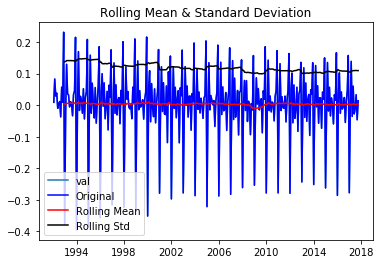 Rolling Mean & Standard Deviation
0.2
0.1
0.0
−0.1
−0.2
−0.3
−0.4
val
Original
Rolling Mean
Rolling Std
1994 1998 2002 2006 2010 2014 2018